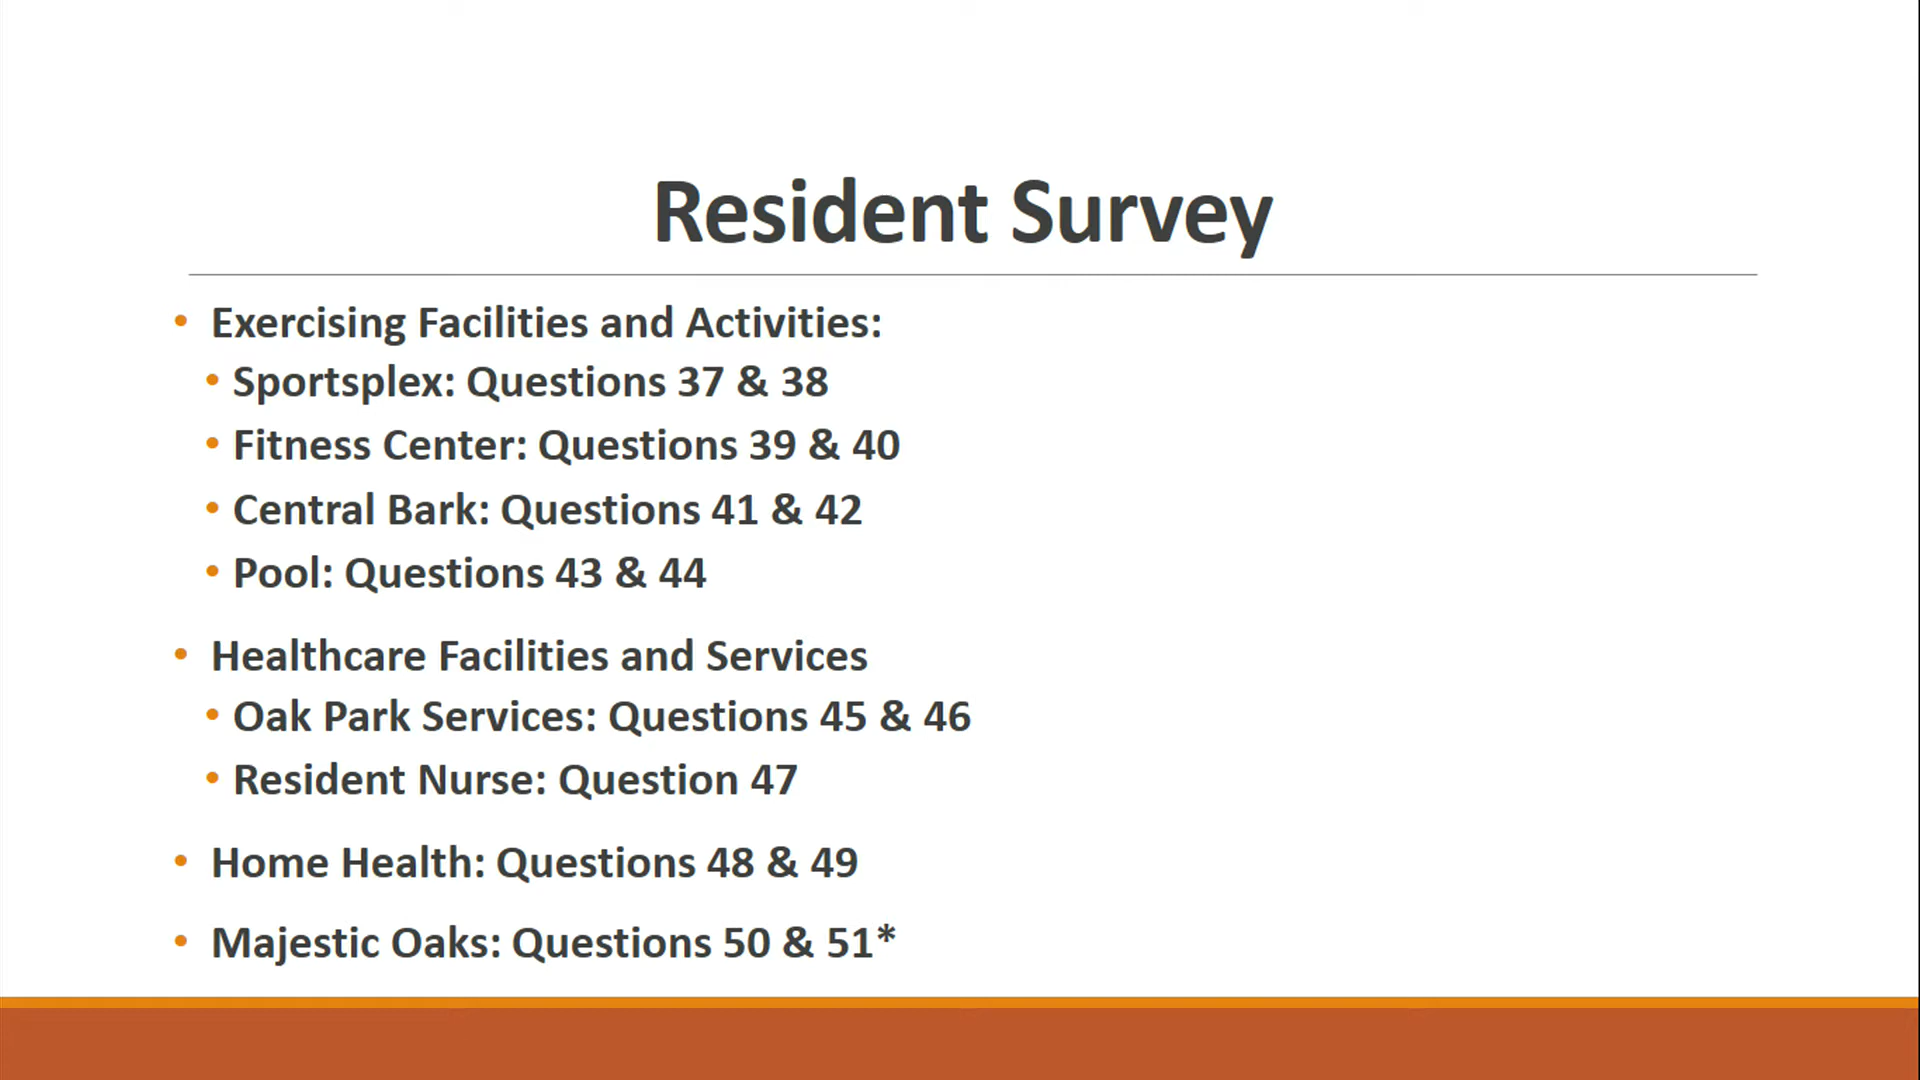 Resident Survey
• Exercising Facilities and Activities:
• Sportsplex: Questions 37 & 38
• Fitness Center: Questions 39 & 40
• Central Bark: Questions 41 & 42
• Pool: Questions 43 & 44
• Healthcare Facilities and Services
• Oak Park Services: Questions 45 & 46
• Resident Nurse: Question 47
• Home Health: Questions 48 & 49
• Majestic Oaks: Questions 50 & 51*